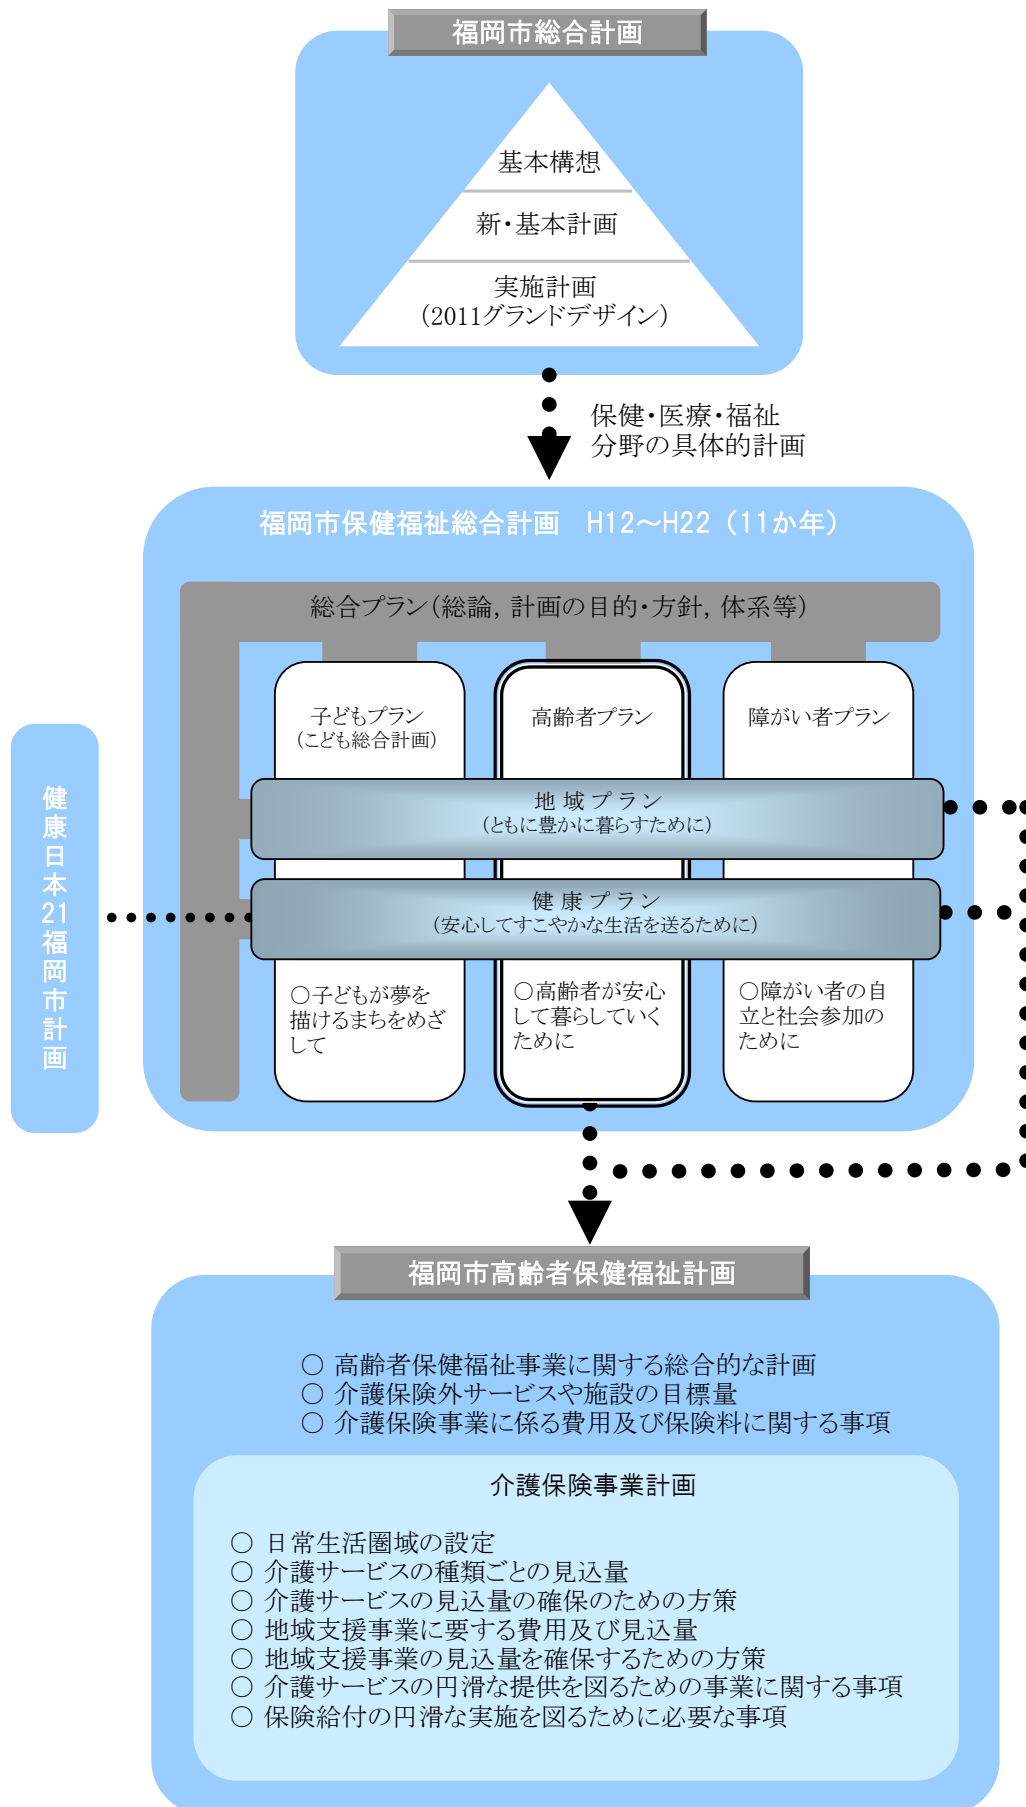 福岡市総合計画
基本構想
新・基本計画
実施計画
（2011グランドデザイン）
保健・医療・福祉
分野の具体的計画
福岡市保健福祉総合計画　H12～H22（11か年）
総合プラン（総論，計画の目的・方針，体系等）
子どもプラン
（こども総合計画）
高齢者プラン
障がい者プラン
地域プラン
（ともに豊かに暮らすために）
健康プラン
（安心してすこやかな生活を送るために）
○子どもが夢を
描けるまちをめざ
して
○高齢者が安心
して暮らしていく
ために
○障がい者の自
立と社会参加の
ために
健康日本21福岡市計画
福岡市高齢者保健福祉計画
○ 高齢者保健福祉事業に関する総合的な計画
○ 介護保険外サービスや施設の目標量
○ 介護保険事業に係る費用及び保険料に関する事項
介護保険事業計画
○ 日常生活圏域の設定
○ 介護サービスの種類ごとの見込量
○ 介護サービスの見込量の確保のための方策
○ 地域支援事業に要する費用及び見込量
○ 地域支援事業の見込量を確保するための方策
○ 介護サービスの円滑な提供を図るための事業に関する事項
○ 保険給付の円滑な実施を図るために必要な事項